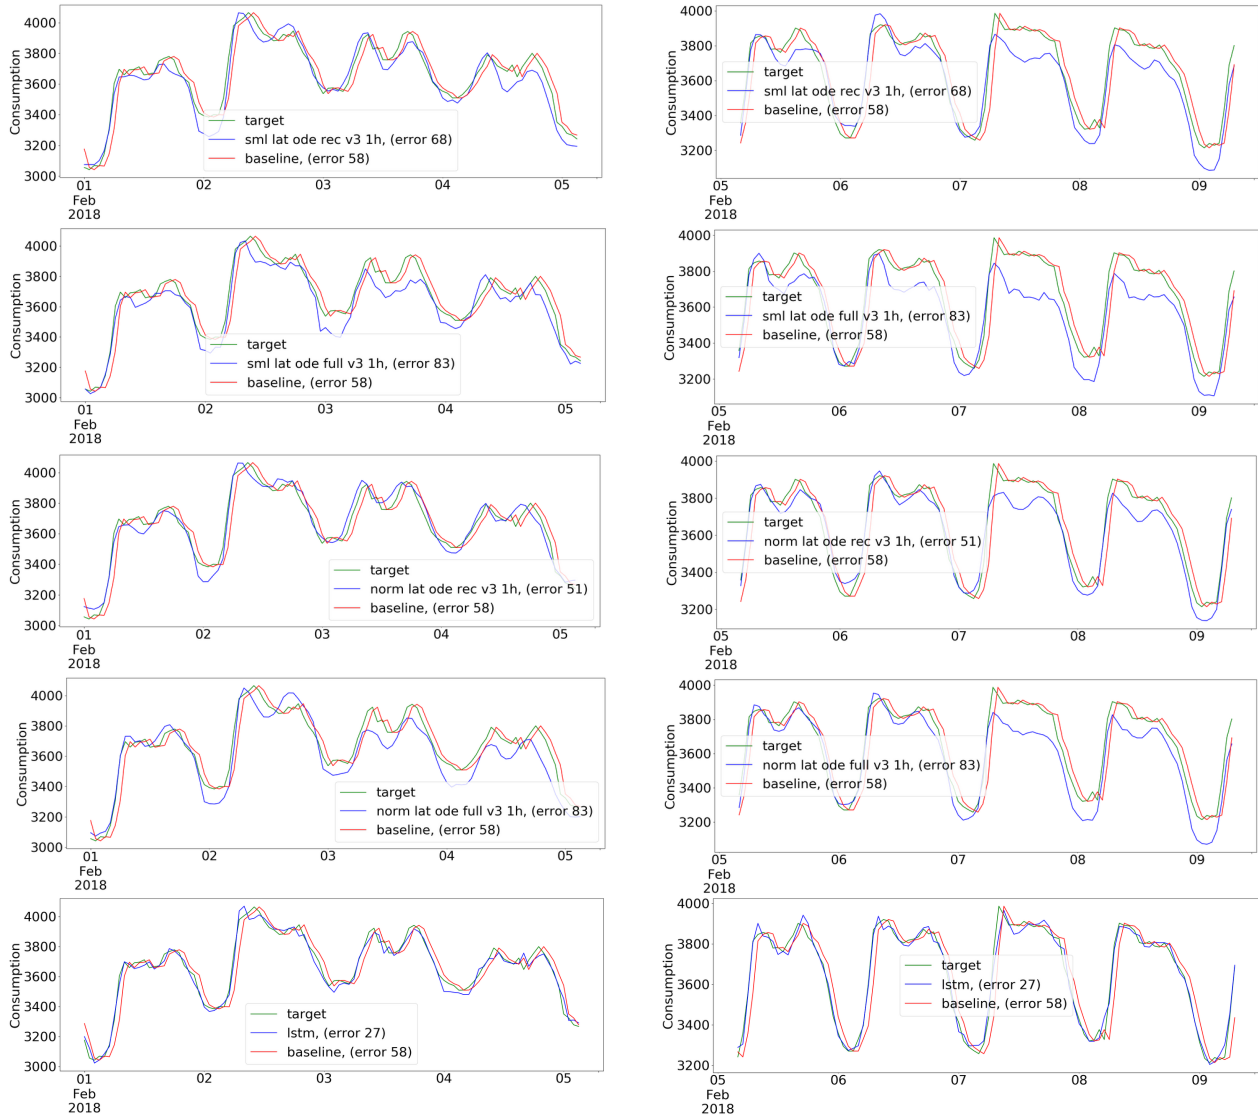 4000
3800
3600
3400
3200
3000
Consumption
target
sml lat ode rec v3 1h, (error 68)
baseline, (error 58)
01 02 03 04 05
Feb
2018
4000
3800
3600
3400
3200
Consumption
target
sml lat ode rec v3 1h, (error 68)
baseline, (error 58)
05 06 07 08 09
Feb
2018
4000
3800
3600
3400
3200
3000
Consumption
target
sml lat ode full v3 1h, (error 83)
baseline, (error 58)
01 02 03 04 05
Feb
2018
4000
3800
3600
3400
3200
Consumption
target
sml lat ode full v3 1h, (error 83)
baseline, (error 58)
05 06 07 08 09
Feb
2018
4000
3800
3600
3400
3200
3000
Consumption
target
norm lat ode rec v3 1h, (error 51)
baseline, (error 58)
01 02 03 04 05
Feb
2018
4000
3800
3600
3400
3200
Consumption
target
norm lat ode rec v3 1h, (error 51)
baseline, (error 58)
05 06 07 08 09
Feb
2018
4000
3800
3600
3400
3200
3000
Consumption
target
norm lat ode full v3 1h, (error 83)
baseline, (error 58)
01 02 03 04 05
Feb
2018
4000
3800
3600
3400
3200
Consumption
target
norm lat ode full v3 1h, (error 83)
baseline, (error 58)
05 06 07 08 09
Feb
2018
4000
3800
3600
3400
3200
3000
Consumption
target
lstm, (error 27)
baseline, (error 58)
01 02 03 04 05
Feb
2018
4000
3800
3600
3400
3200
Consumption
target
lstm, (error 27)
baseline, (error 58)
05 06 07 08 09
Feb
2018